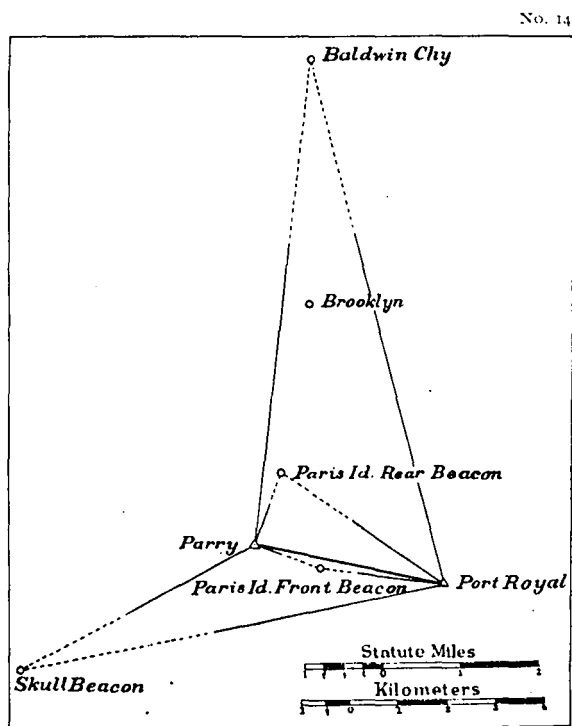 No. 14
Baldwin Chy
Brooklyn
Paris Id. Rear Beacon
Parry
Paris Id. Front Beacon
Port Royal
Skull Beacon
Statute Miles
Kilometers